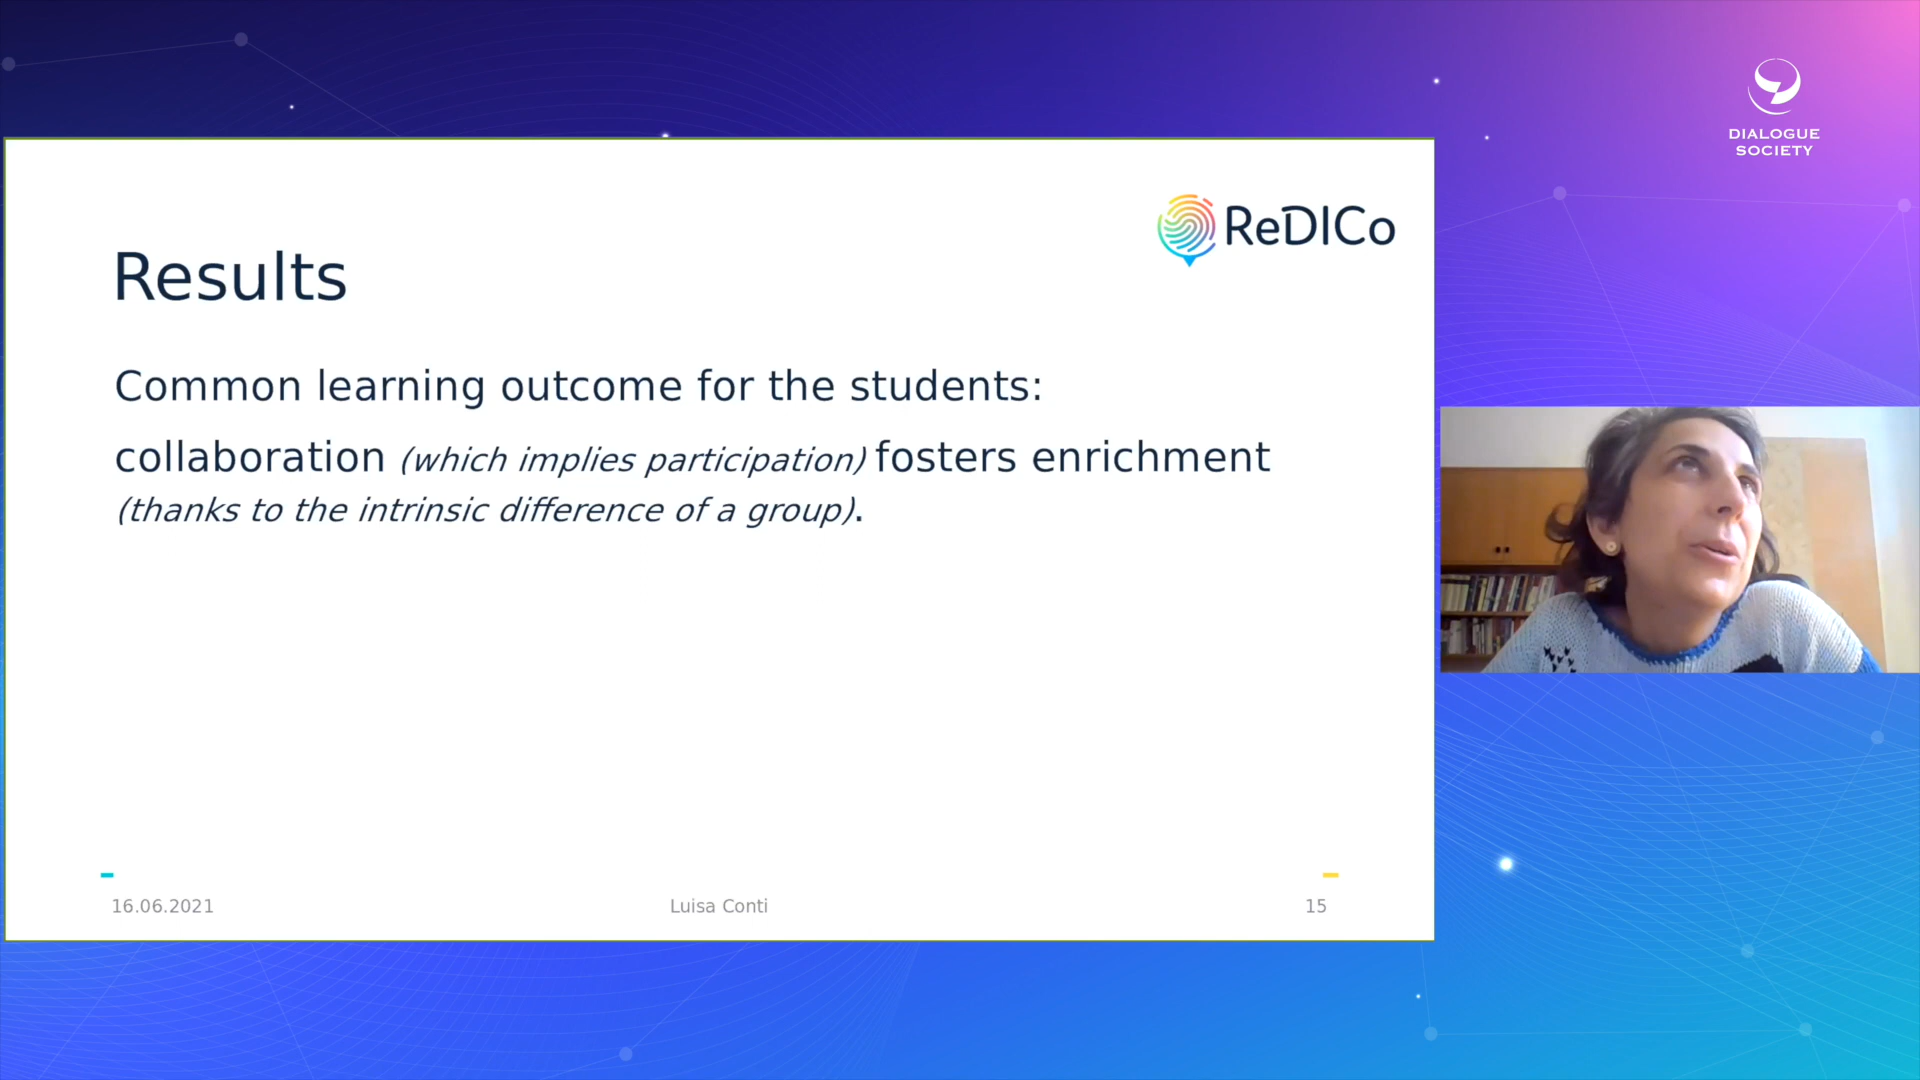 DIALOGUE
SOCIETY
ReDICo
Results
Common learning outcome for the students:
collaboration (which implies participation) fosters enrichment
(thanks to the intrinsic difference of a group).
16.06.2021
Luisa Conti
15